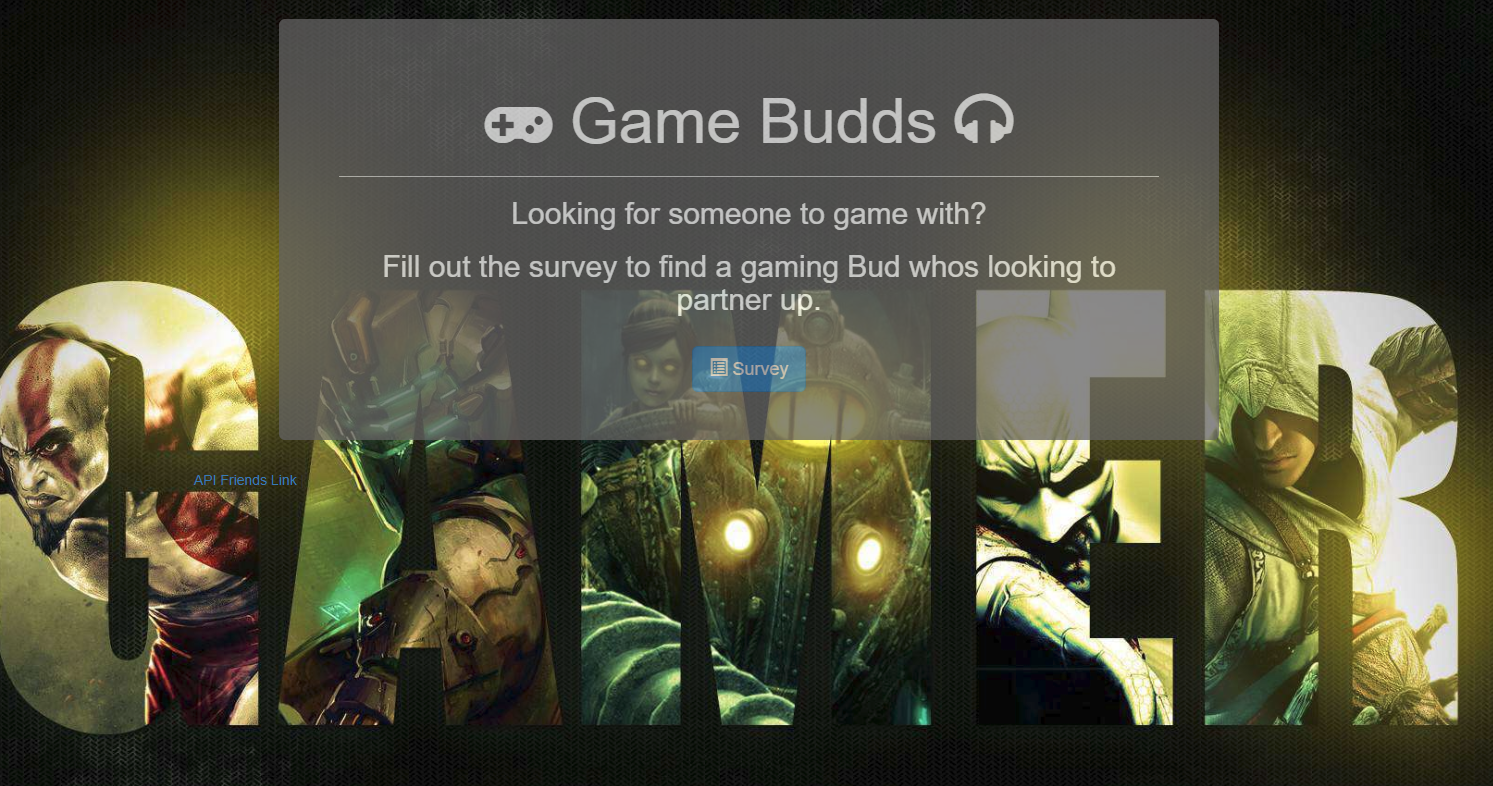 Game Budds
Looking for someone to game with?
Fill out the survey to find a gaming Bud whos looking to
partner up.
Survey
API Friends Link
GAMER